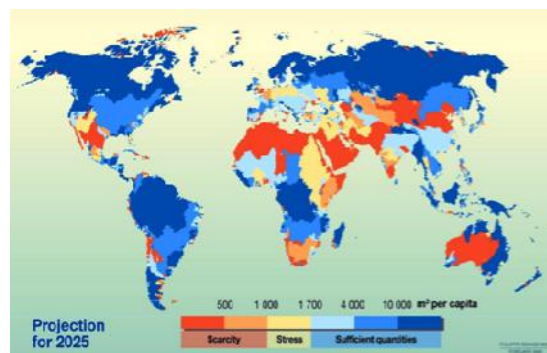 500 1 000 1 700 4 000 10 000 m³ per capita
Scarcity Stress Sufficient quantities
Projection
for 2025